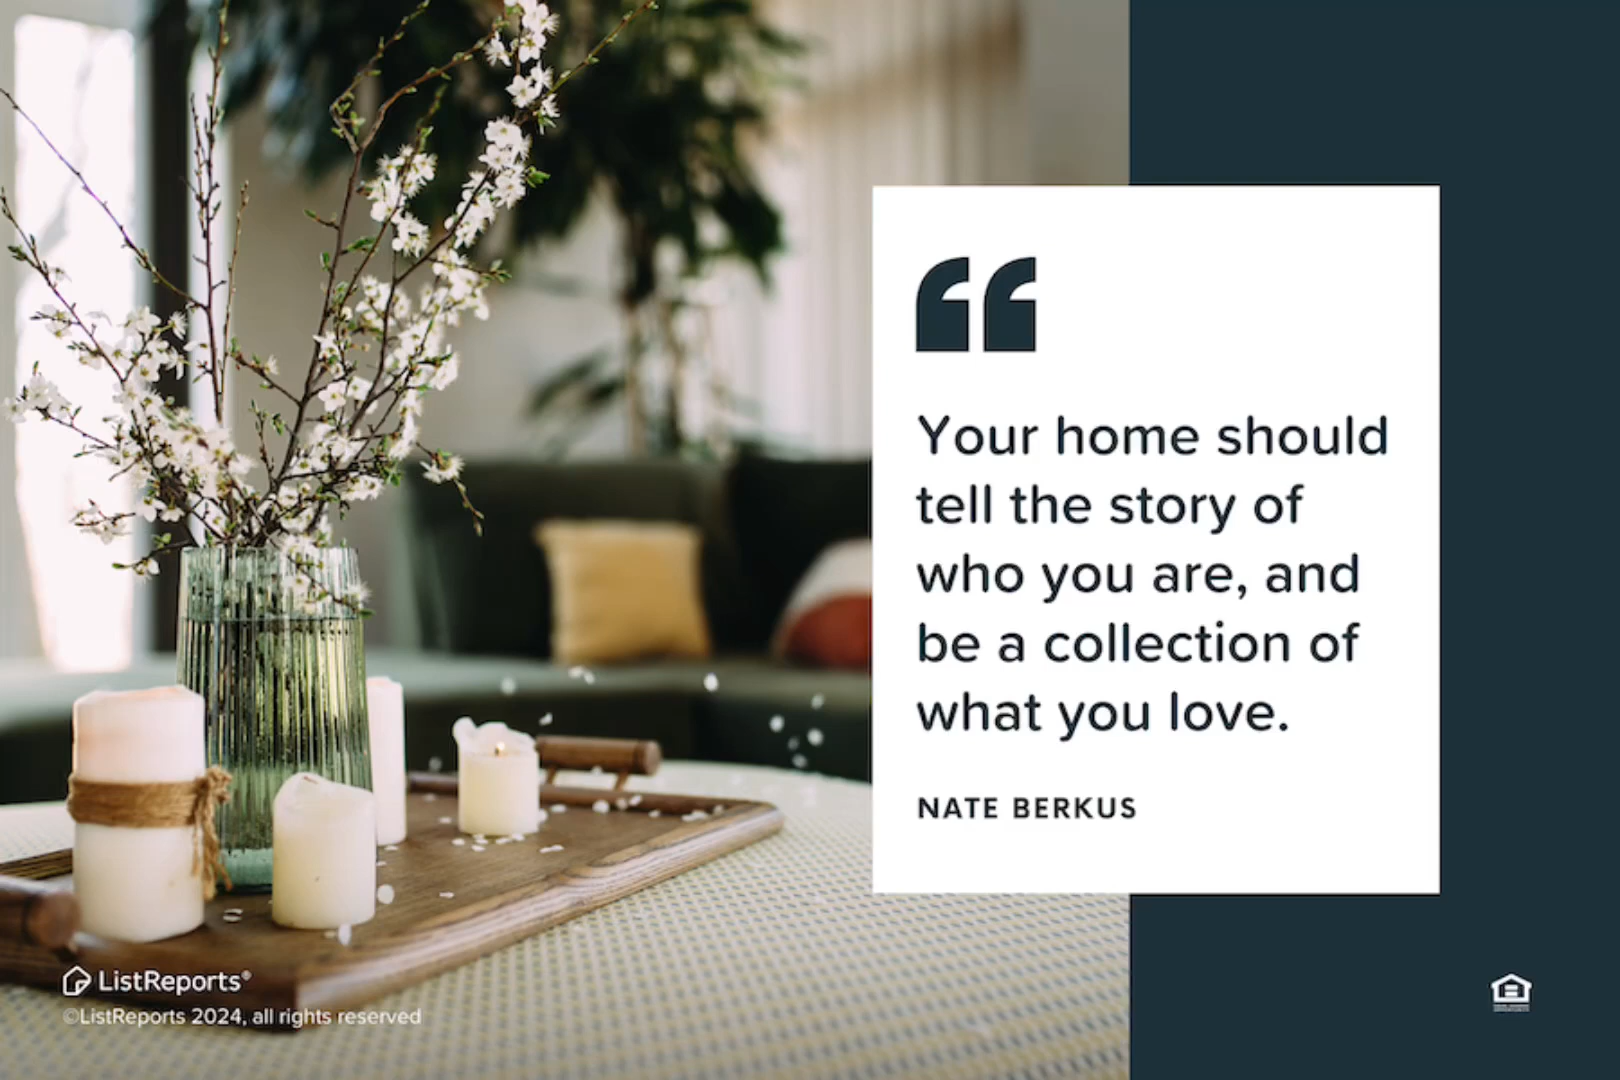 “
Your home should
tell the story of
who you are, and
be a collection of
what you love.
NATE BERKUS
ListReports®
©ListReports 2024, all rights reserved